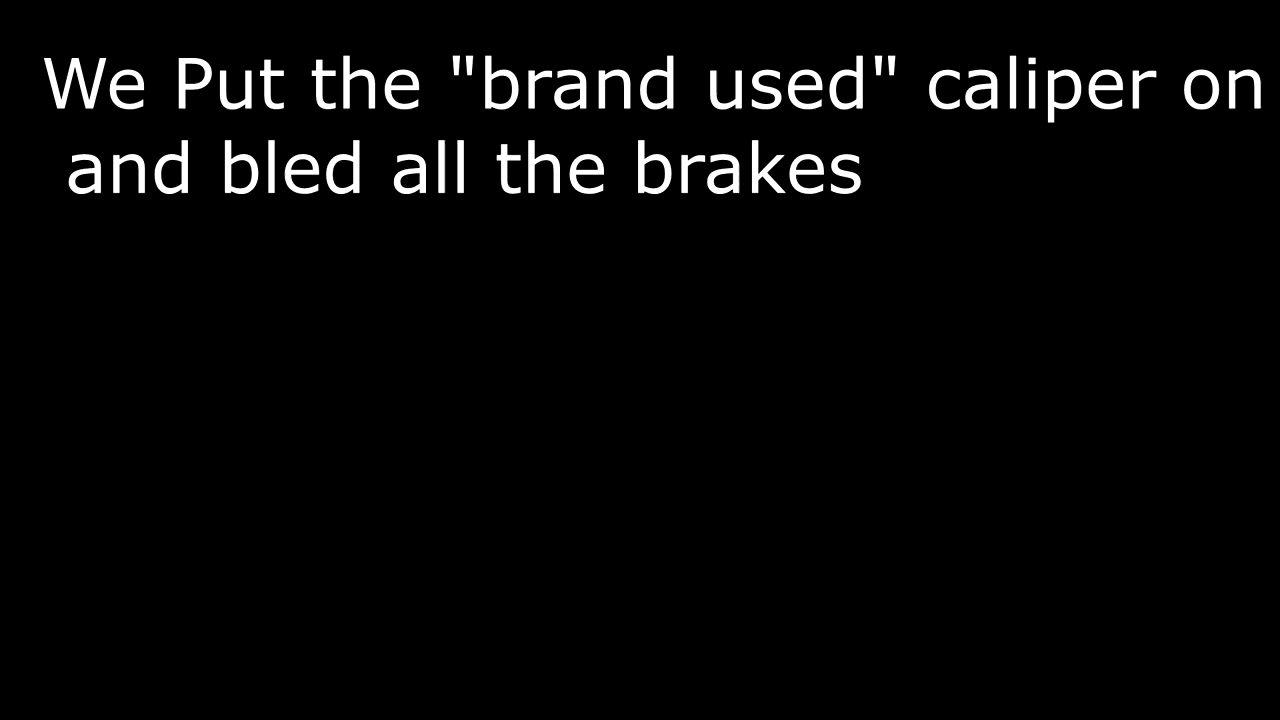 We Put the "brand used" caliper on
and bled all the brakes